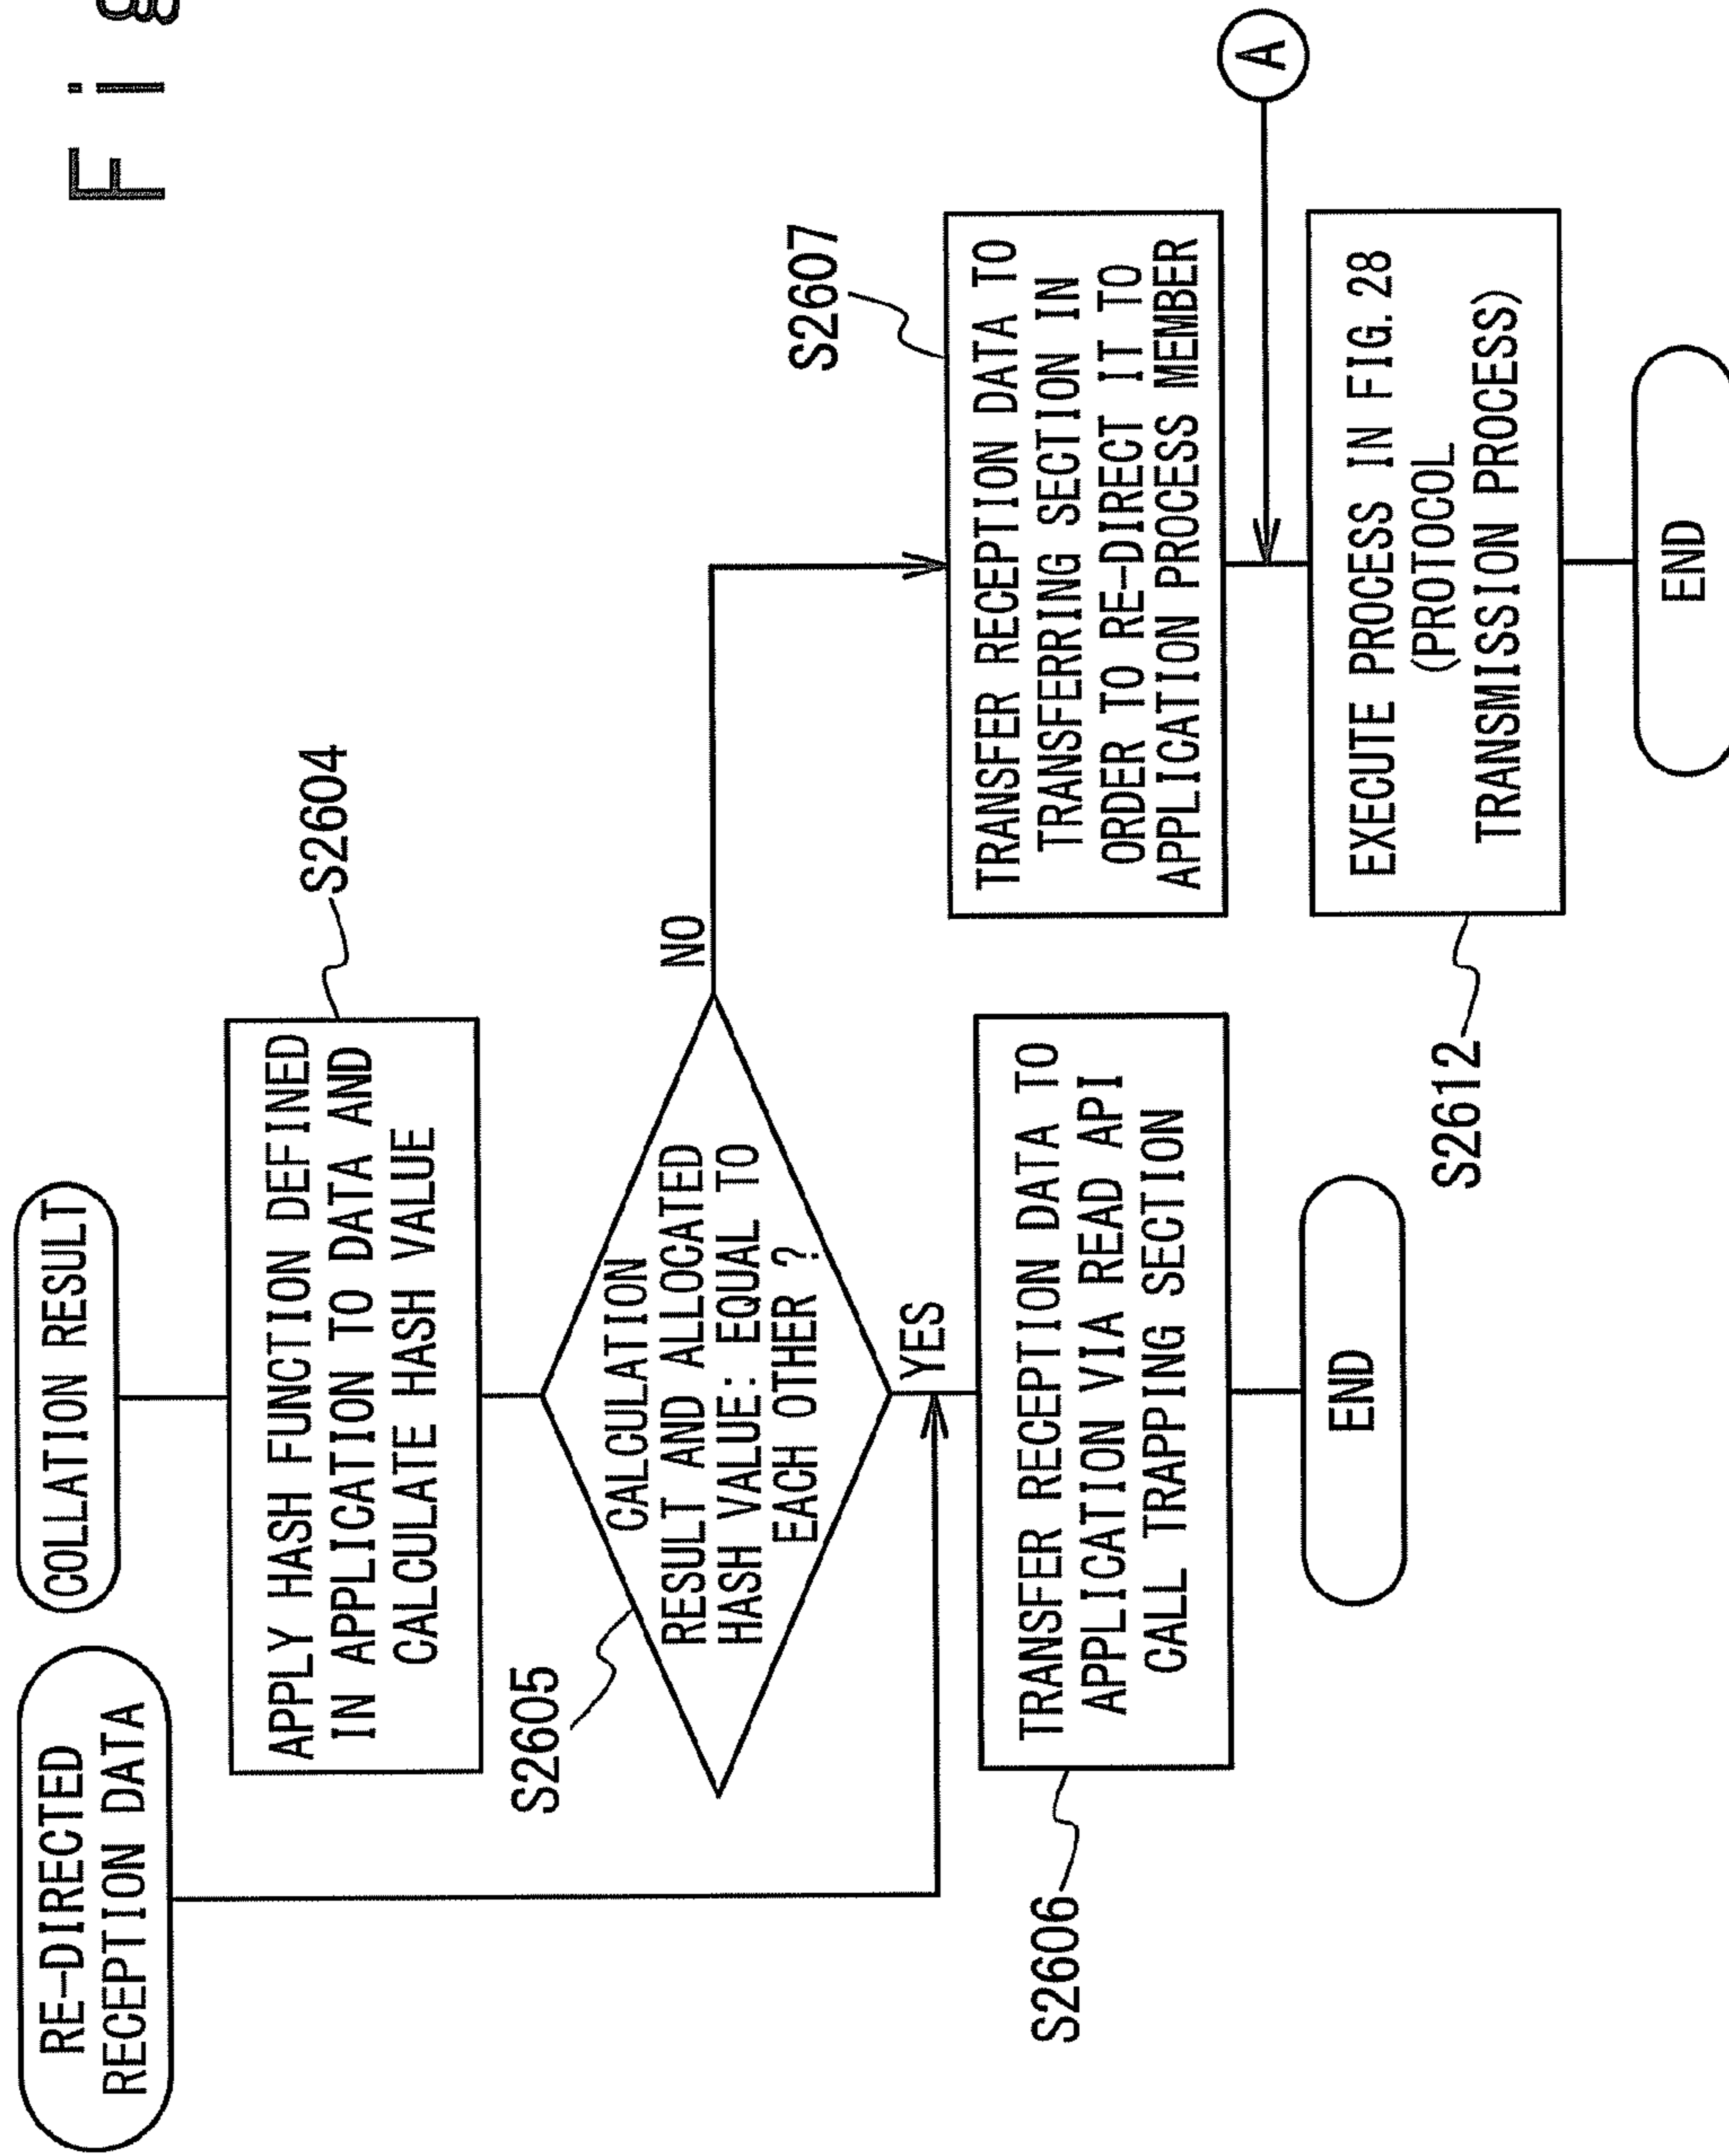 Fig
RE-DIRECTED
RECEPTION DATA
COLLATION RESULT
APPLY HASH FUNCTION DEFINED
IN APPLICATION TO DATA AND
CALCULATE HASH VALUE
S2604
S2605
CALCULATION
RESULT AND ALLOCATED
HASH VALUE: EQUAL TO
EACH OTHER ?
NO
YES
S2606
TRANSFER RECEPTION DATA TO
APPLICATION VIA READ API
CALL TRAPPING SECTION
END
S2607
TRANSFER RECEPTION DATA TO
TRANSFERRING SECTION IN
ORDER TO RE-DIRECT IT TO
APPLICATION PROCESS MEMBER
A
S2612
EXECUTE PROCESS IN FIG. 28
(PROTOCOL
TRANSMISSION PROCESS)
END